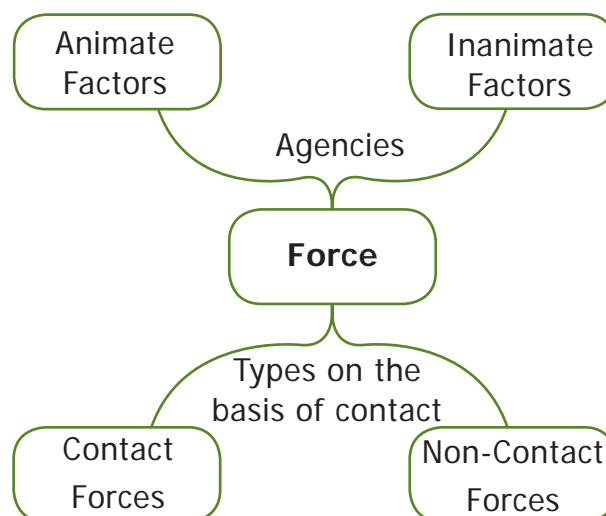 Animate
Factors
Inanimate
Factors
Agencies
Force
Types on the
basis of contact
Contact
Forces
Non-Contact
Forces